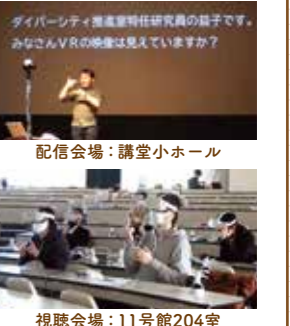 ダイバーシティ推進室特任研究員の益子です。
みなさんVRの映像は見えていますか？
配信会場：講堂小ホール
視聴会場：11号館204室